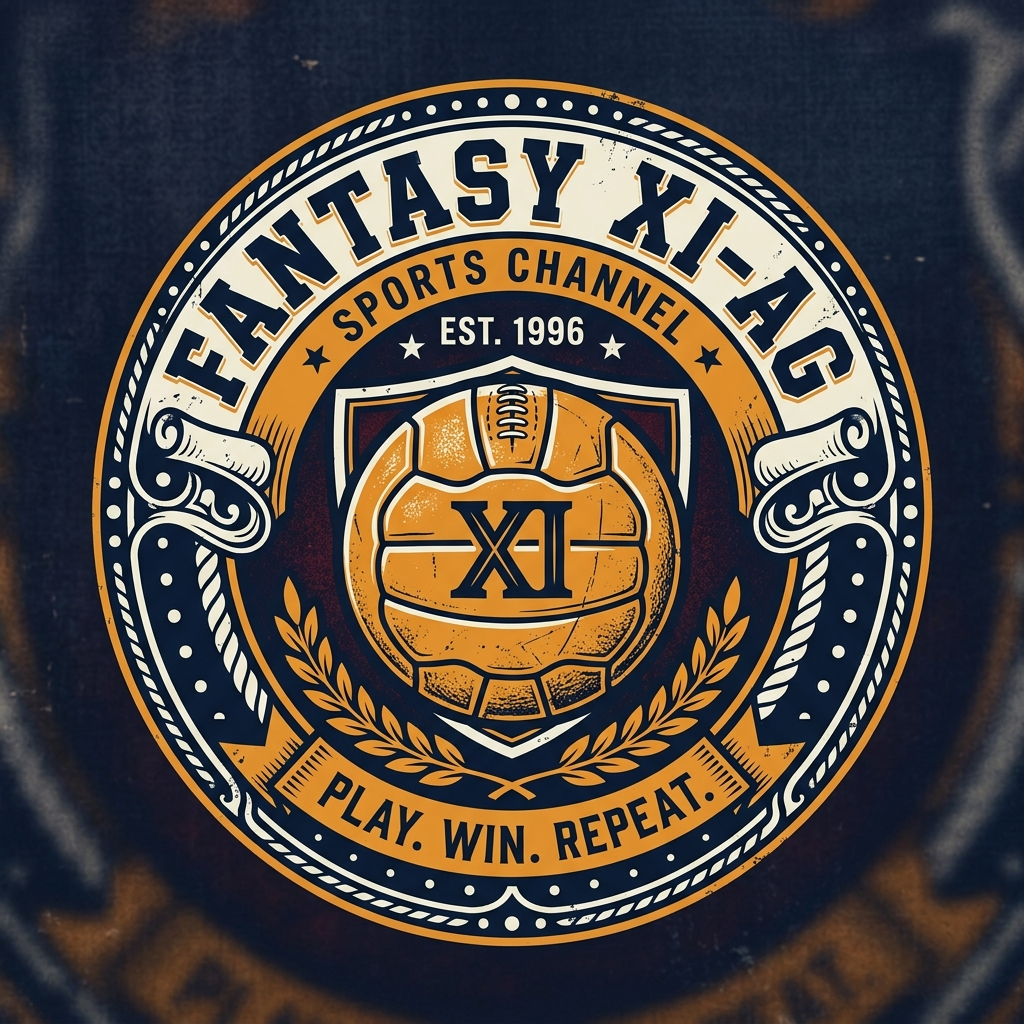 FANTASY XI-AG
SPORTS CHANNEL
EST. 1996
XI
PLAY. WIN. REPEAT.